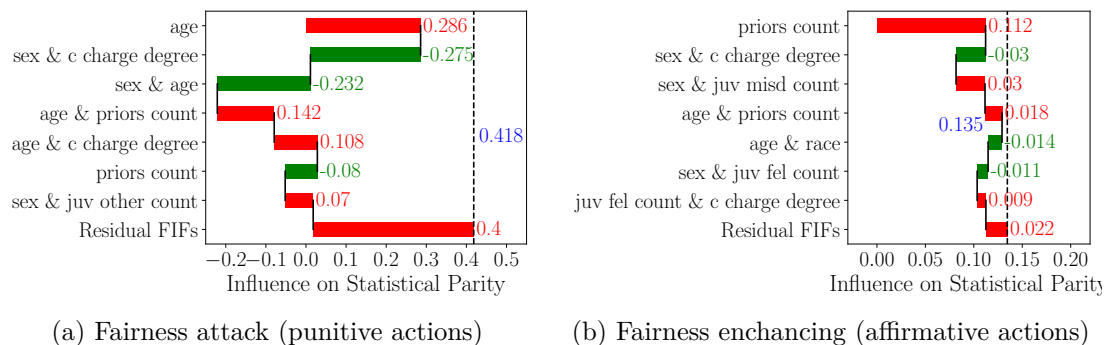 age
0.286
sex & c charge degree
-0.275
sex & age
-0.232
age & priors count
0.142
0.418
age & c charge degree
0.108
priors count
-0.08
sex & juv other count
0.07
Residual FIFs
0.4
−0.2−0.1 0.0 0.1 0.2 0.3 0.4 0.5
Influence on Statistical Parity
(a) Fairness attack (punitive actions)
priors count
0.112
sex & c charge degree
-0.03
sex & juv misd count
0.03
age & priors count
0.018
0.135
age & race
-0.014
sex & juv fel count
-0.011
juv fel count & c charge degree
0.009
Residual FIFs
0.022
0.00 0.05 0.10 0.15 0.20
Influence on Statistical Parity
(b) Fairness enchancing (affirmative actions)